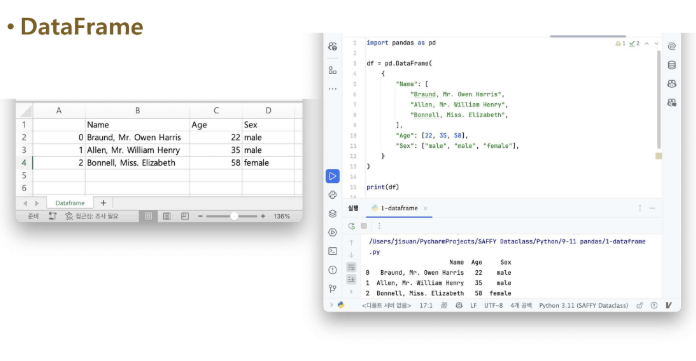 • DataFrame
A B C D
1 Name Age Sex
2 0 Braund, Mr. Owen Harris 22 male
3 1 Allen, Mr. William Henry 35 male
4 2 Bonnell, Miss. Elizabeth 58 female
5
6
Dataframe +
준비 접근성: 조사 필요 136%
1 import pandas as pd
2
3 df = pd.DataFrame(
4 {
5 "Name": [
6 "Braund, Mr. Owen Harris",
7 "Allen, Mr. William Henry",
8 "Bonnell, Miss. Elizabeth",
9 ],
10 "Age": [22, 35, 58],
11 "Sex": ["male", "male", "female"],
12 }
13 )
14
15 print(df)
실행 1-dataframe ×
/Users/jisuan/PycharmProjects/SAFFY Dataclass/Python/9-11 pandas/1-dataframe
.py
Name Age Sex
0 Braund, Mr. Owen Harris 22 male
1 Allen, Mr. William Henry 35 male
2 Bonnell, Miss. Elizabeth 58 female
<디폴트 서버 없음> 17:1 LF UTF-8 4개 공백 Python 3.11 (SAFFY Dataclass)